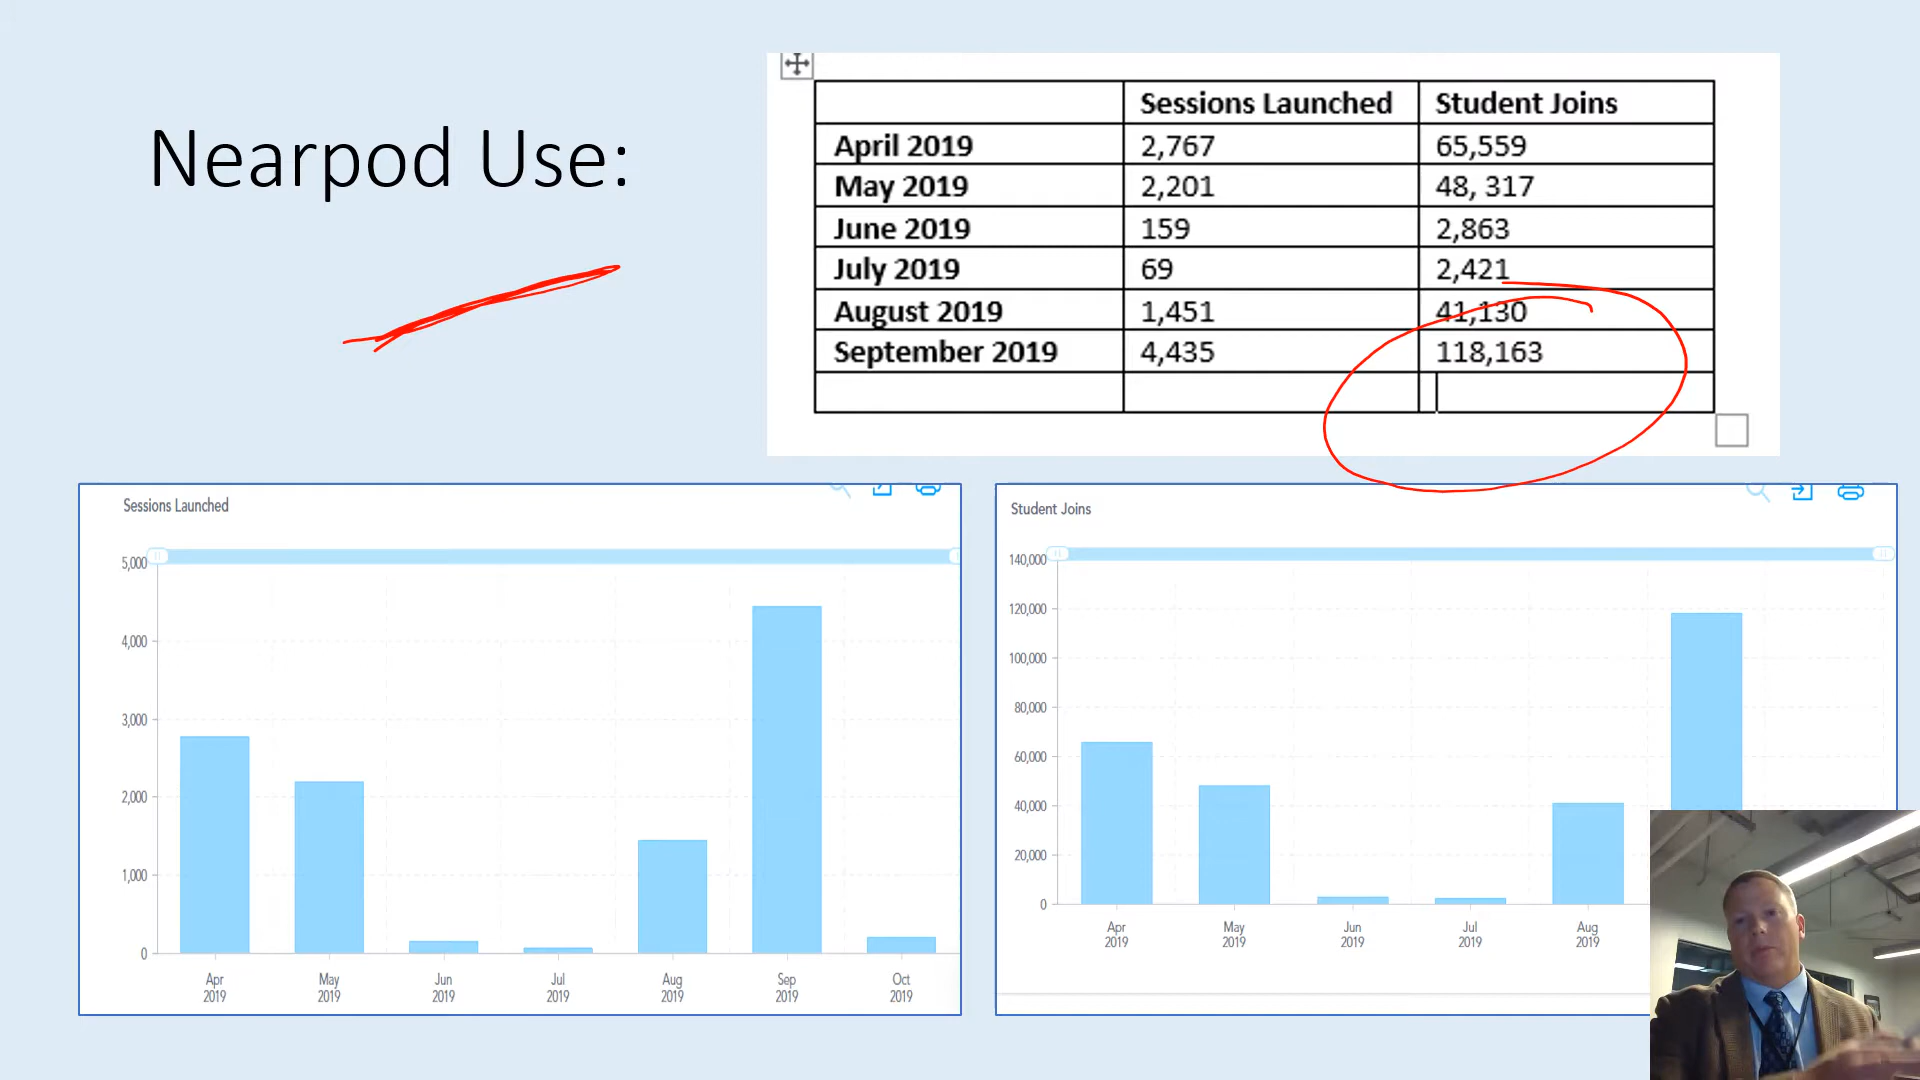 Nearpod Use:
Sessions Launched Student Joins
April 2019 2,767 65,559
May 2019 2,201 48, 317
June 2019 159 2,863
July 2019 69 2,421
August 2019 1,451 41,130
September 2019 4,435 118,163
Sessions Launched
5,000
4,000
3,000
2,000
1,000
0
Apr May Jun Jul Aug Sep Oct
2019 2019 2019 2019 2019 2019 2019
Student Joins
140,000
120,000
100,000
80,000
60,000
40,000
20,000
0
Apr May Jun Jul Aug
2019 2019 2019 2019 2019